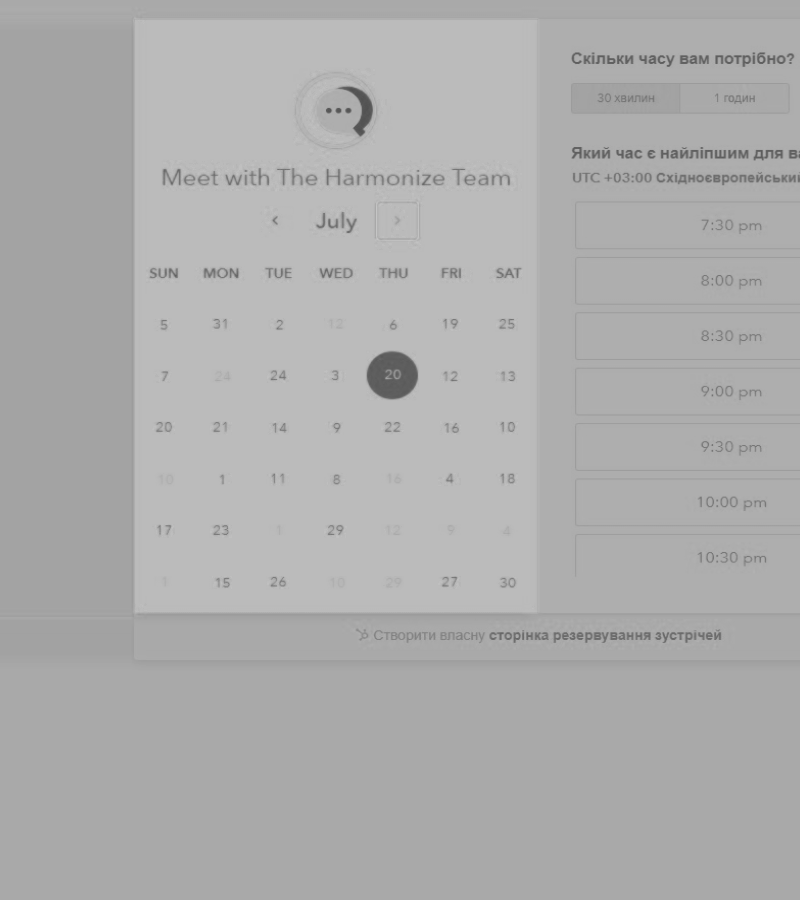 Meet with The Harmonize Team
July
SUN MON TUE WED THU FRI SAT
5 31 2 12 6 19 25
7 24 24 3 20 12 13
20 21 14 9 22 16 10
10 1 11 8 16 4 18
17 23 1 29 12 9 4
1 15 26 10 29 27 30
Скільки часу вам потрібно?
30 хвилин 1 годин
Який час є найліпшим для ва
UTC +03:00 Східноєвропейськи
7:30 pm
8:00 pm
8:30 pm
9:00 pm
9:30 pm
10:00 pm
10:30 pm
Створити власну сторінка резервування зустрічей